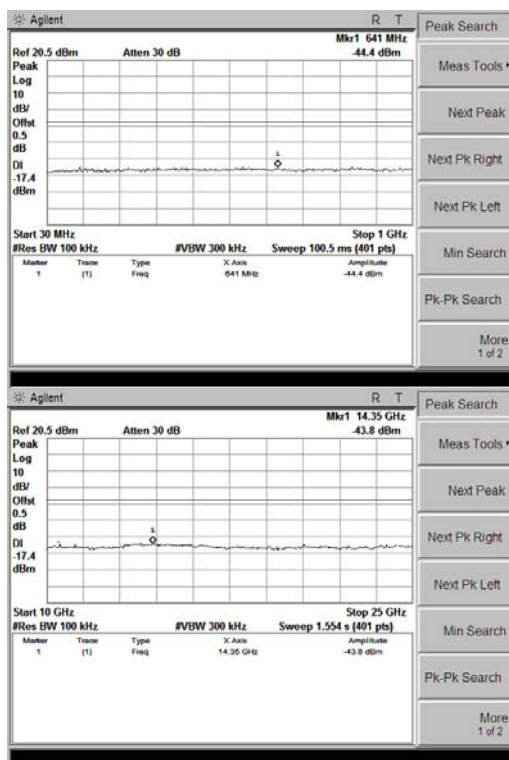 Agilent R T
Mkr1 641 MHz
Ref 20.5 dBm Atten 30 dB -44.4 dBm
Peak
Log
10
dB/
Offst
0.5
dB
DI
-17.4
dBm
1
Start 30 MHz Stop 1 GHz
#Res BW 100 kHz #VBW 300 kHz Sweep 100.5 ms (401 pts)
Marker Trace Type X Axis Amplitude
1 (1) Freq 641 MHz -44.4 dBm
Peak Search
Meas Tools
Next Peak
Next Pk Right
Next Pk Left
Min Search
Pk-Pk Search
More
1 of 2
Agilent R T
Mkr1 14.35 GHz
Ref 20.5 dBm Atten 30 dB -43.8 dBm
Peak
Log
10
dB/
Offst
0.5
dB
DI
-17.4
dBm
1
Start 10 GHz Stop 25 GHz
#Res BW 100 kHz #VBW 300 kHz Sweep 1.554 s (401 pts)
Marker Trace Type X Axis Amplitude
1 (1) Freq 14.35 GHz -43.8 dBm
Peak Search
Meas Tools
Next Peak
Next Pk Right
Next Pk Left
Min Search
Pk-Pk Search
More
1 of 2